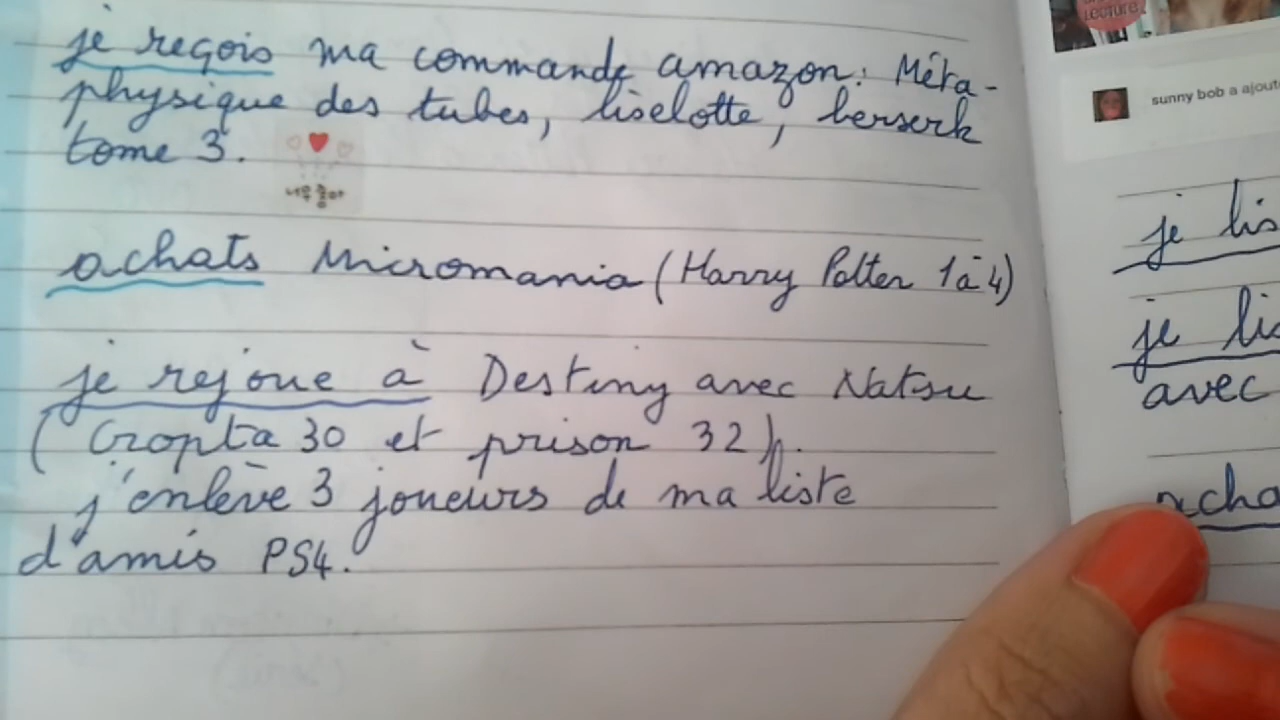 je reçois ma commande amazon: Méta-
physique des tubes, liselotte, berserk
tome 3.
achats Micromania (Harry Potter 1 à 4)
je rejoue à Destiny avec Natsu
(Cropta 30 et prison 32).
j'enlève 3 joueurs de ma liste
d'amis PS4.
LECTURE!
sunny bob a ajout
je lis
je lis
avec
acha